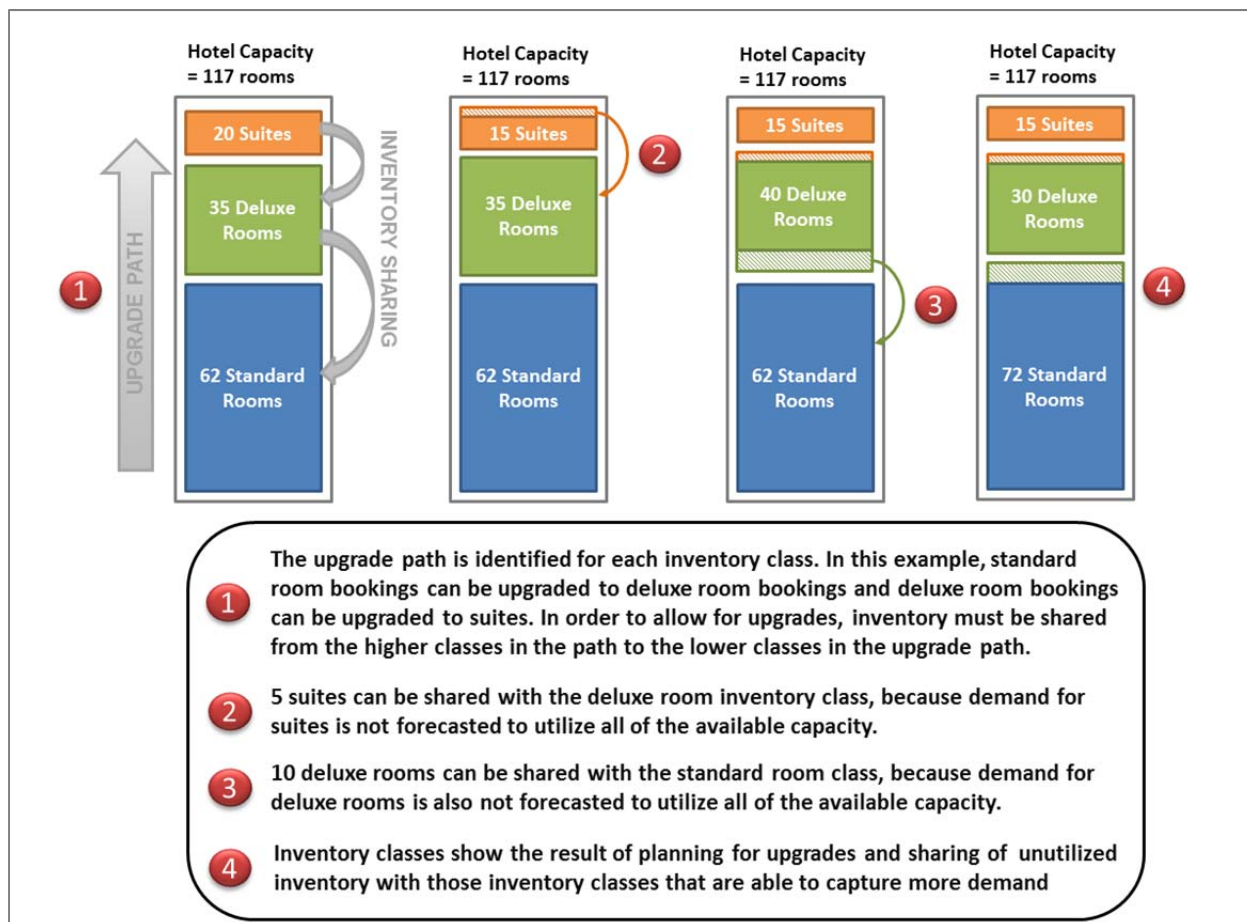 Hotel Capacity
= 117 rooms
Hotel Capacity
= 117 rooms
Hotel Capacity
= 117 rooms
Hotel Capacity
= 117 rooms
UPGRADE PATH
1
20 Suites
35 Deluxe
Rooms
62 Standard
Rooms
INVENTORY SHARING
15 Suites
35 Deluxe
Rooms
62 Standard
Rooms
2
15 Suites
40 Deluxe
Rooms
62 Standard
Rooms
3
15 Suites
30 Deluxe
Rooms
72 Standard
Rooms
4
1
The upgrade path is identified for each inventory class. In this example, standard
room bookings can be upgraded to deluxe room bookings and deluxe room bookings
can be upgraded to suites. In order to allow for upgrades, inventory must be shared
from the higher classes in the path to the lower classes in the upgrade path.
2
5 suites can be shared with the deluxe room inventory class, because demand for
suites is not forecasted to utilize all of the available capacity.
3
10 deluxe rooms can be shared with the standard room class, because demand for
deluxe rooms is also not forecasted to utilize all of the available capacity.
4
Inventory classes show the result of planning for upgrades and sharing of unutilized
inventory with those inventory classes that are able to capture more demand